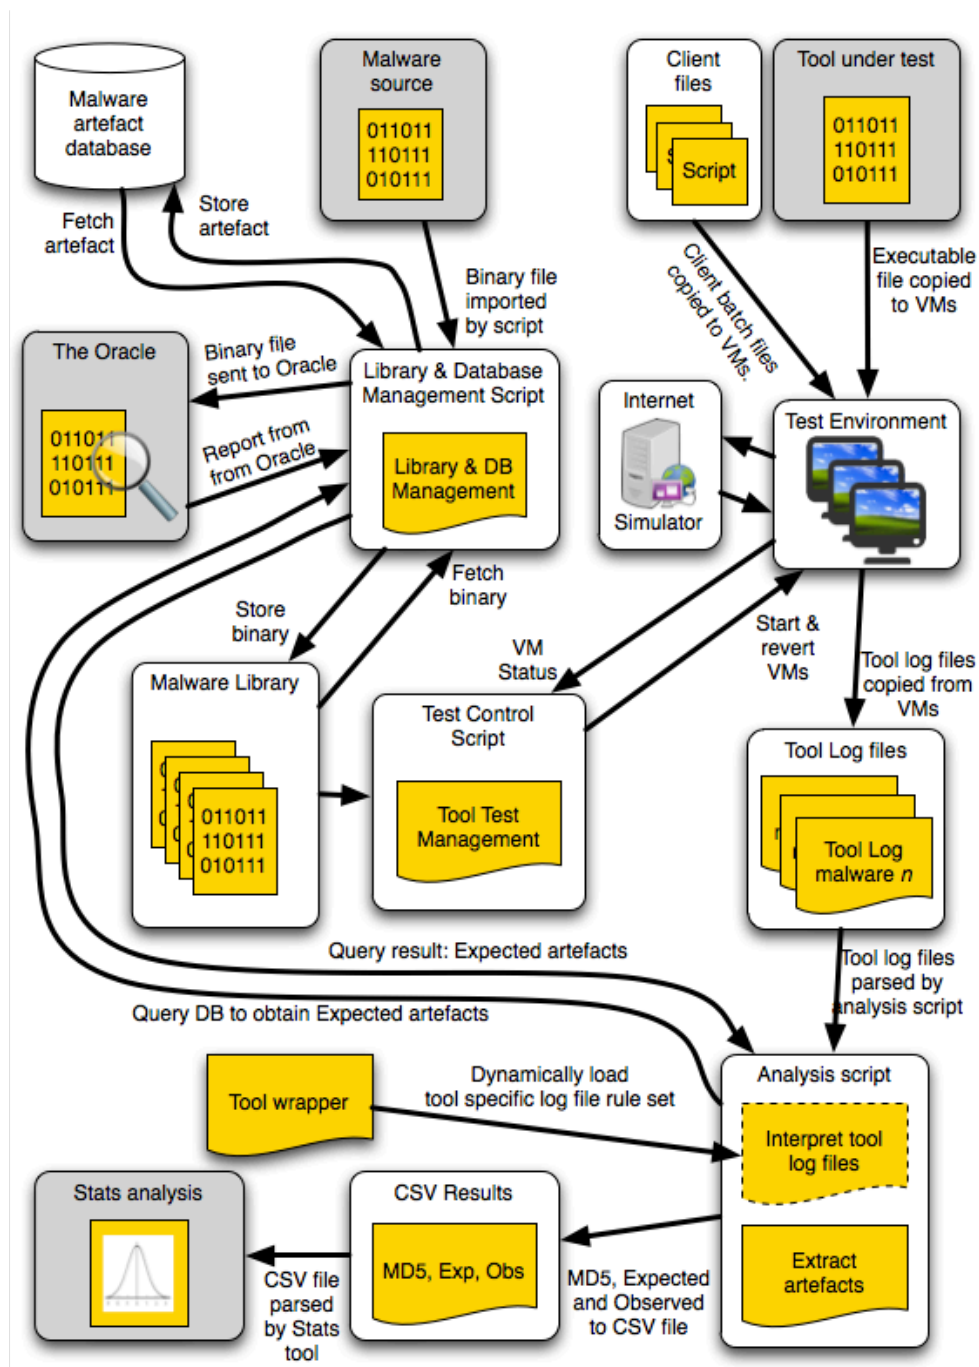 Malware
artefact
database
Malware
source
011011
110111
010111
Client
files
Script
Tool under test
011011
110111
010111
Fetch
artefact
Store
artefact
Binary file
imported
by script
Client batch files
copied to VMs.
Executable
file copied
to VMs
The Oracle
011011
110111
010111
Binary file
sent to Oracle
Report from
from Oracle
Library & Database
Management Script
Library & DB
Management
Internet
Simulator
Test Environment
Store
binary
Fetch
binary
VM
Status
Start &
revert
VMs
Tool log files
copied from
VMs
Malware Library
011011
110111
010111
Test Control
Script
Tool Test
Management
Tool Log files
Tool Log
malware n
Query result: Expected artefacts
Query DB to obtain Expected artefacts
Tool log files
parsed by
analysis script
Tool wrapper
Dynamically load
tool specific log file rule set
Analysis script
Interpret tool
log files
Extract
artefacts
Stats analysis
CSV Results
MD5, Exp, Obs
CSV file
parsed
by Stats
tool
MD5, Expected
and Observed
to CSV file